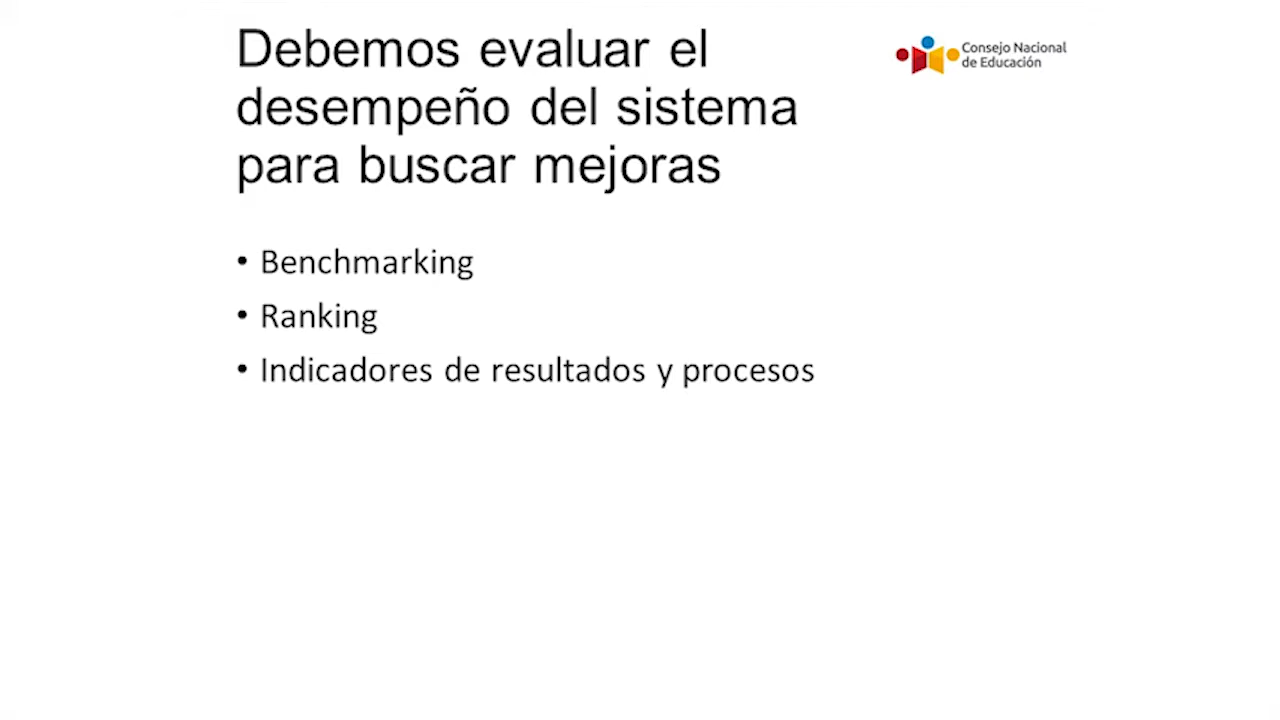 Debemos evaluar el
desempeño del sistema
para buscar mejoras
Consejo Nacional
de Educación
• Benchmarking
• Ranking
• Indicadores de resultados y procesos